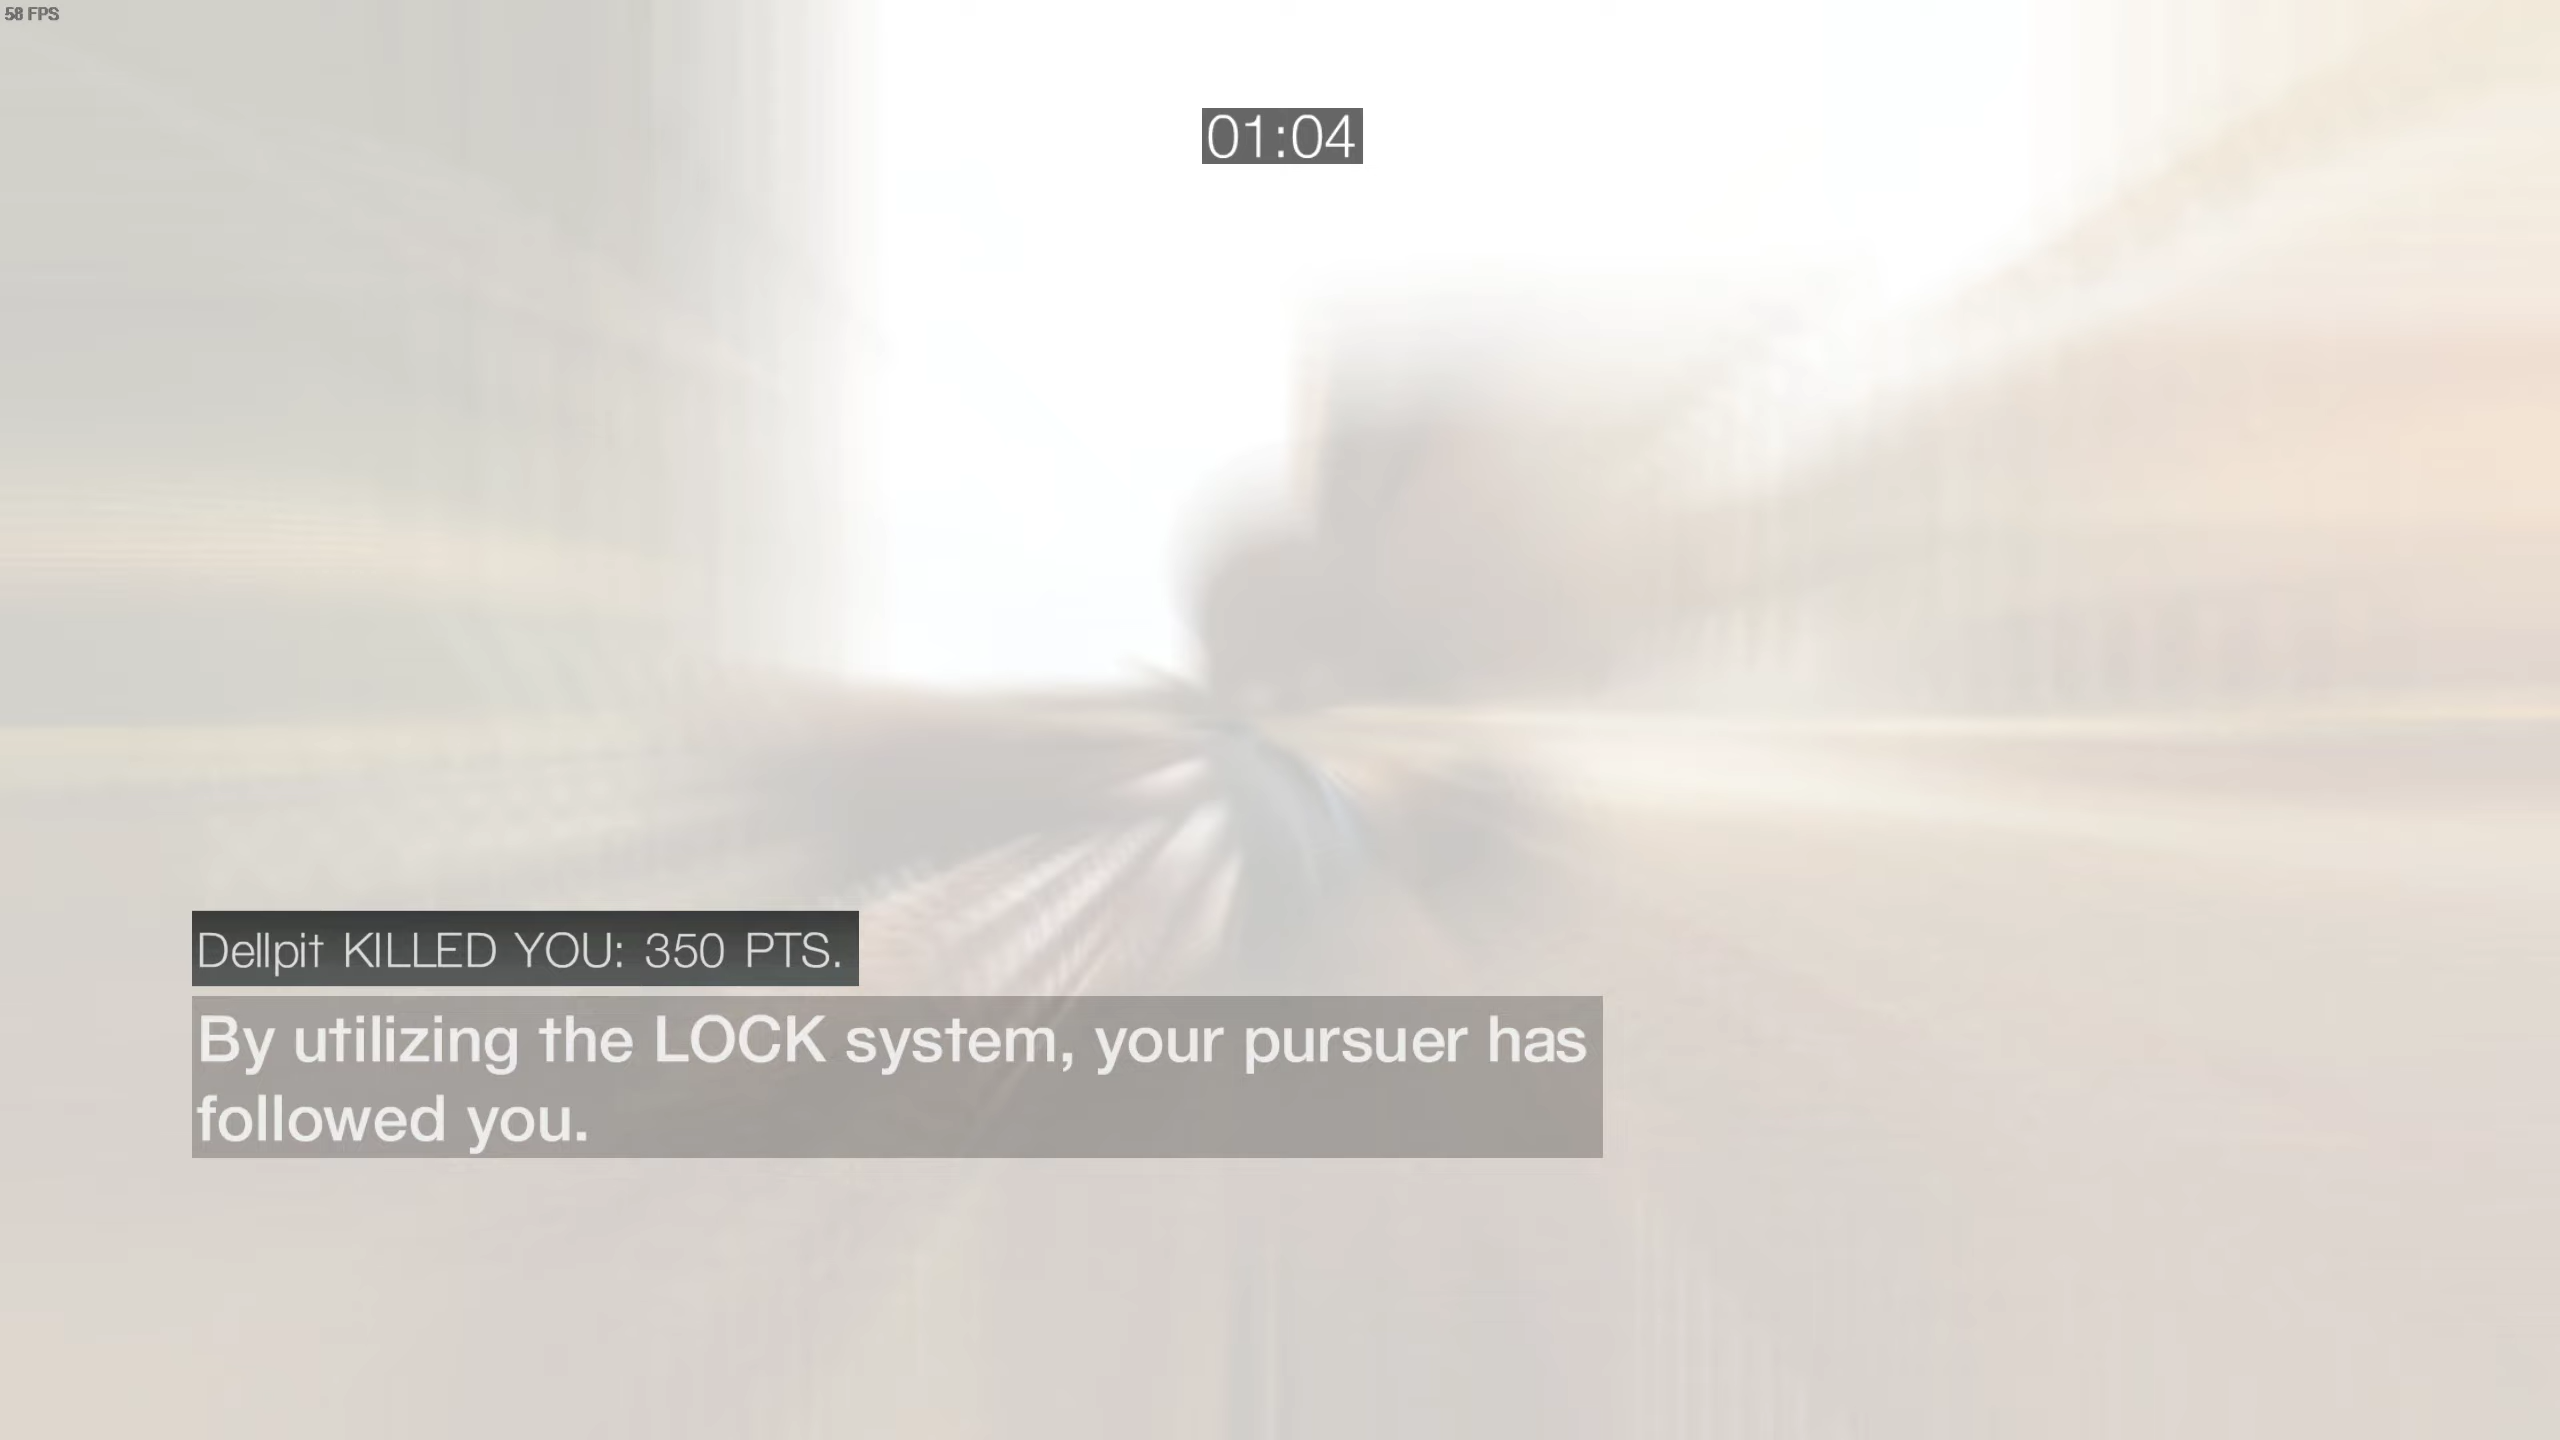 58 FPS
01:04
Dellpit KILLED YOU: 350 PTS.
By utilizing the LOCK system, your pursuer has
followed you.